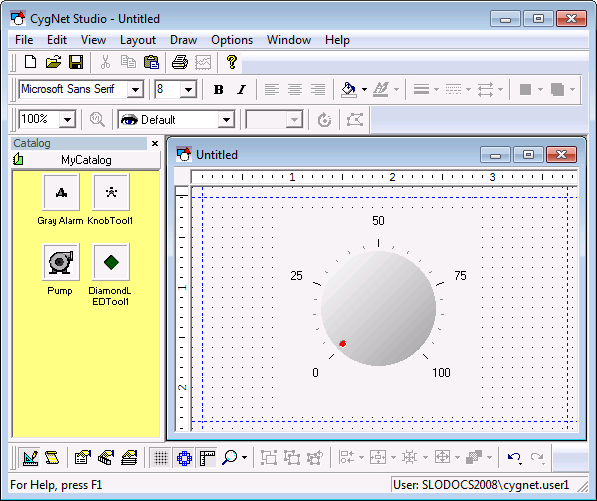 CygNet Studio - Untitled
File Edit View Layout Draw Options Window Help
Microsoft Sans Serif 8 B I A
100% Default
Catalog
MyCatalog
Gray Alarm KnobTool1
Pump DiamondL
EDTool1
Untitled
1 2 3
1
2
50
25 75
0 100
For Help, press F1 User: SLODOCS2008\cygnet.user1